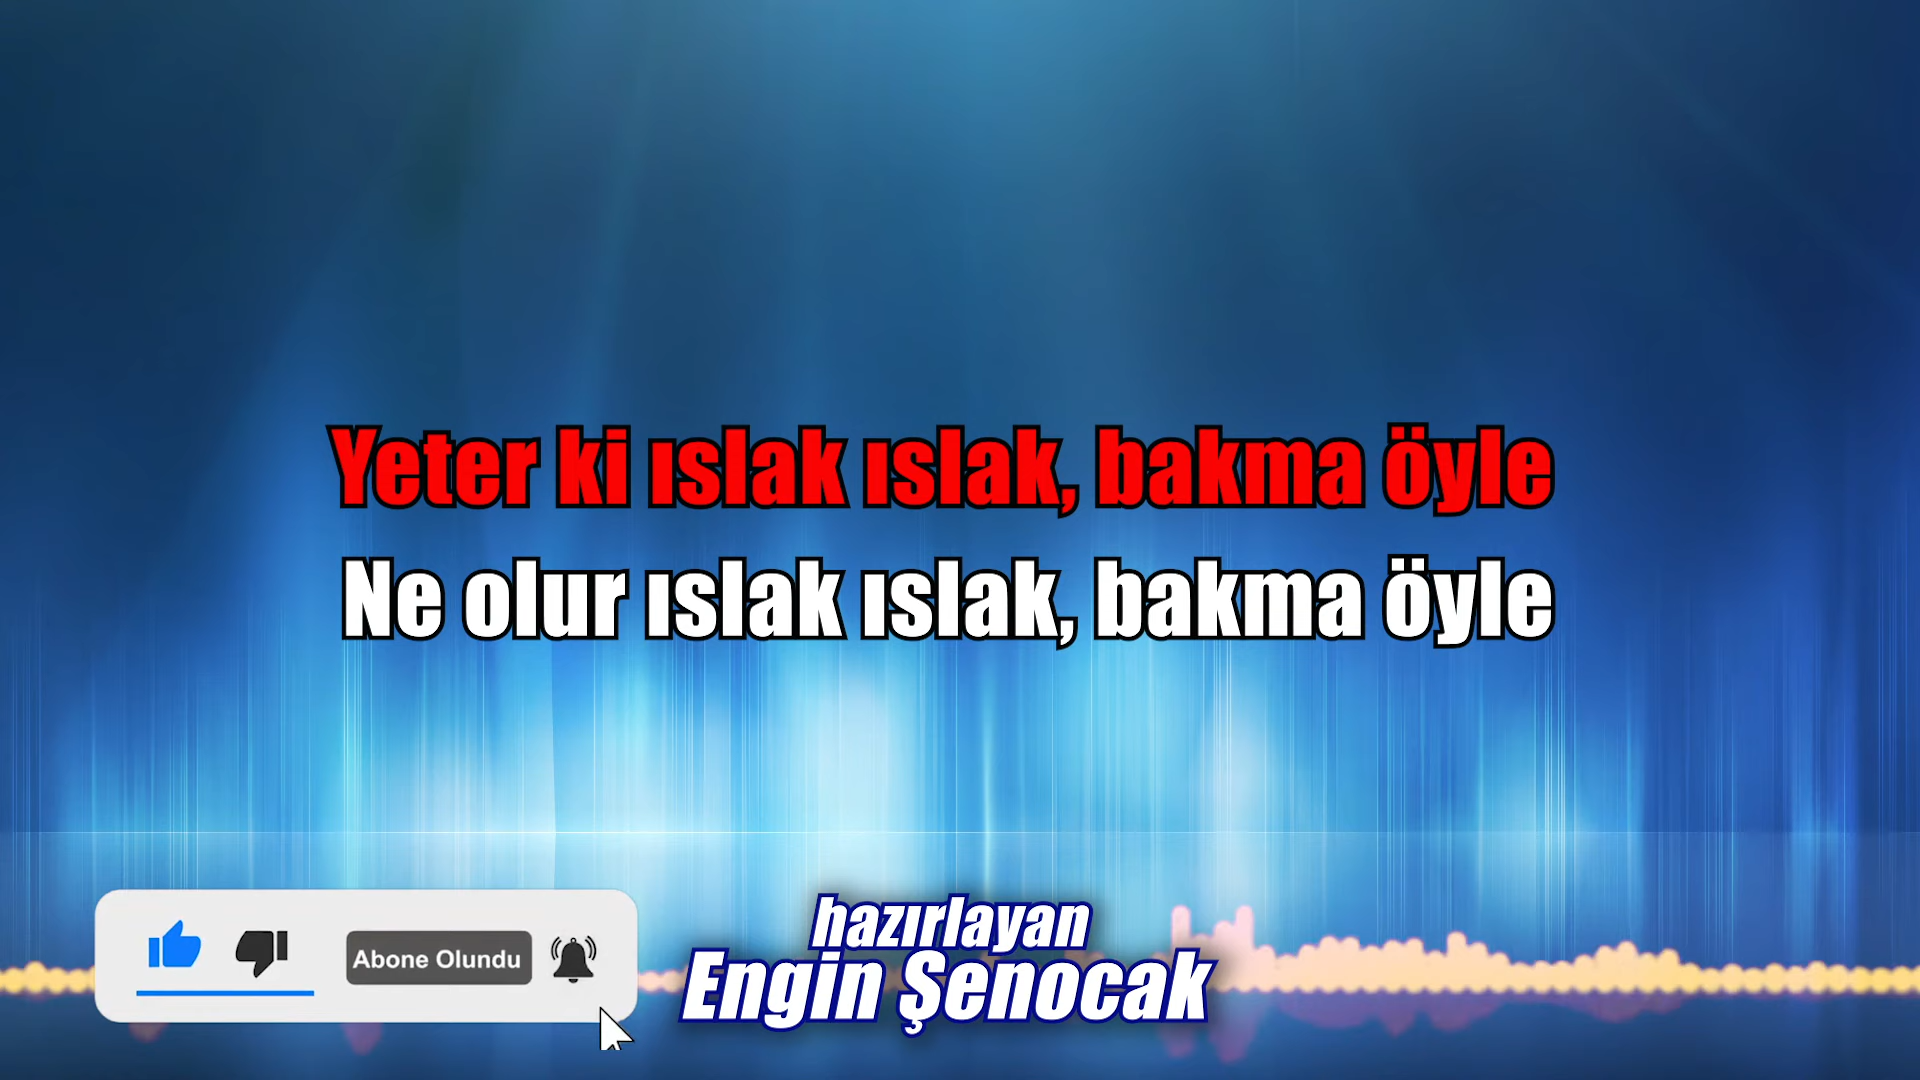 Yeter ki ıslak ıslak, bakma öyle
Ne olur ıslak ıslak, bakma öyle
Abone Olundu
hazırlayan
Engin Şenocak